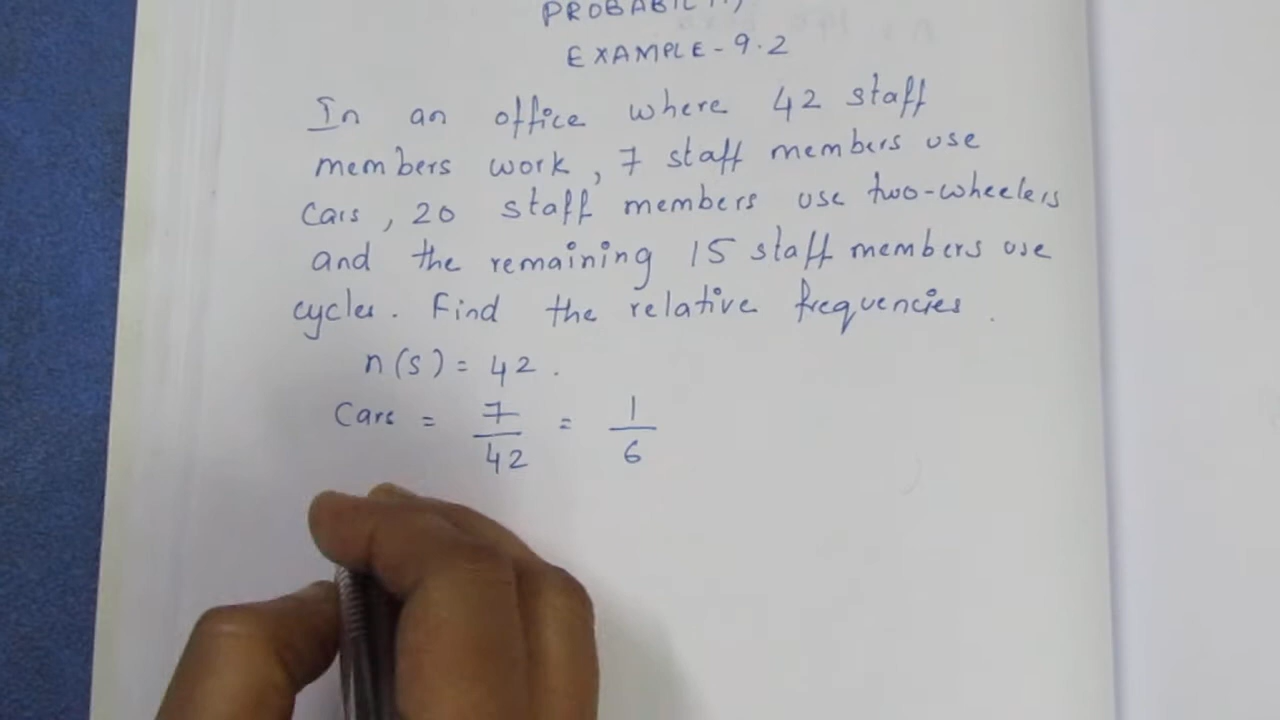 PROBABILITY
EXAMPLE-9.2
In an office where 42 staff
members work, 7 staff members use
Cars, 20 staff members use two-wheelers
and the remaining 15 staff members use
cycles. Find the relative frequencies.
n(s) = 42.
Cars = 7/42 = 1/6